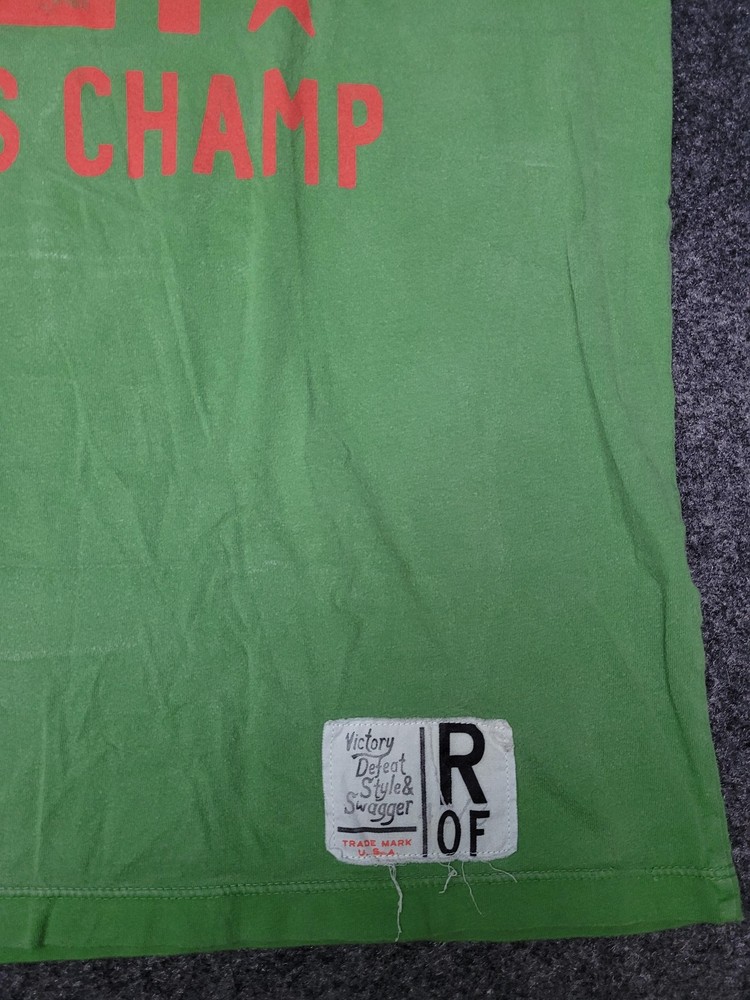 S CHAMP
Victory
Defeat
Style&
Swagger
TRADE MARK
U.S.A.
R
OF